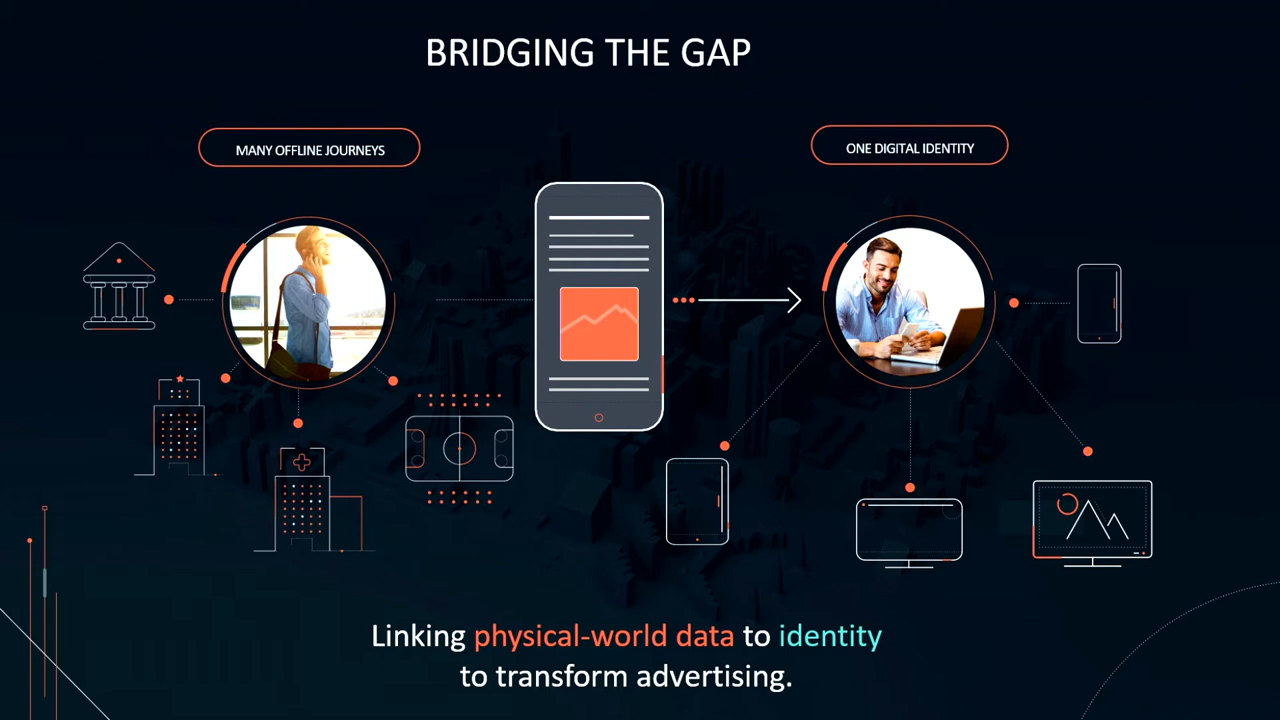 BRIDGING THE GAP
MANY OFFLINE JOURNEYS
ONE DIGITAL IDENTITY
Linking physical-world data to identity
to transform advertising.